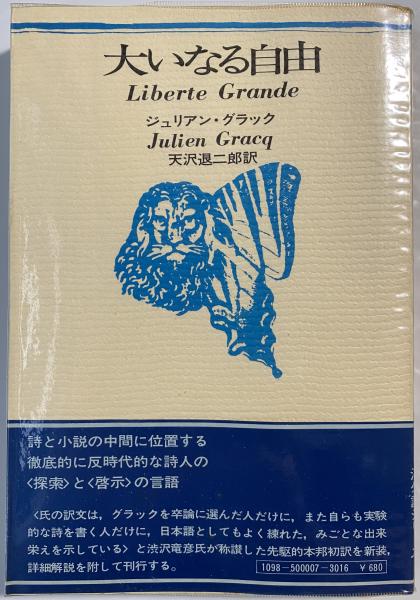 大いなる自由
Liberte Grande
ジュリアン・グラック
Julien Gracq
天沢退二郎訳
詩と小説の中間に位置する
徹底的に反時代的な詩人の
〈探索〉と〈啓示〉の言語
〈氏の訳文は，グラックを卒論に選んだ人だけに，また自らも実験
的な詩を書く人だけに，日本語としてもよく練れた，みごとな出来
栄えを示している〉と渋沢竜彦氏が称讃した先駆的本邦初訳を新装，
詳細解説を附して刊行する。
1098-500007-3016 ￥680